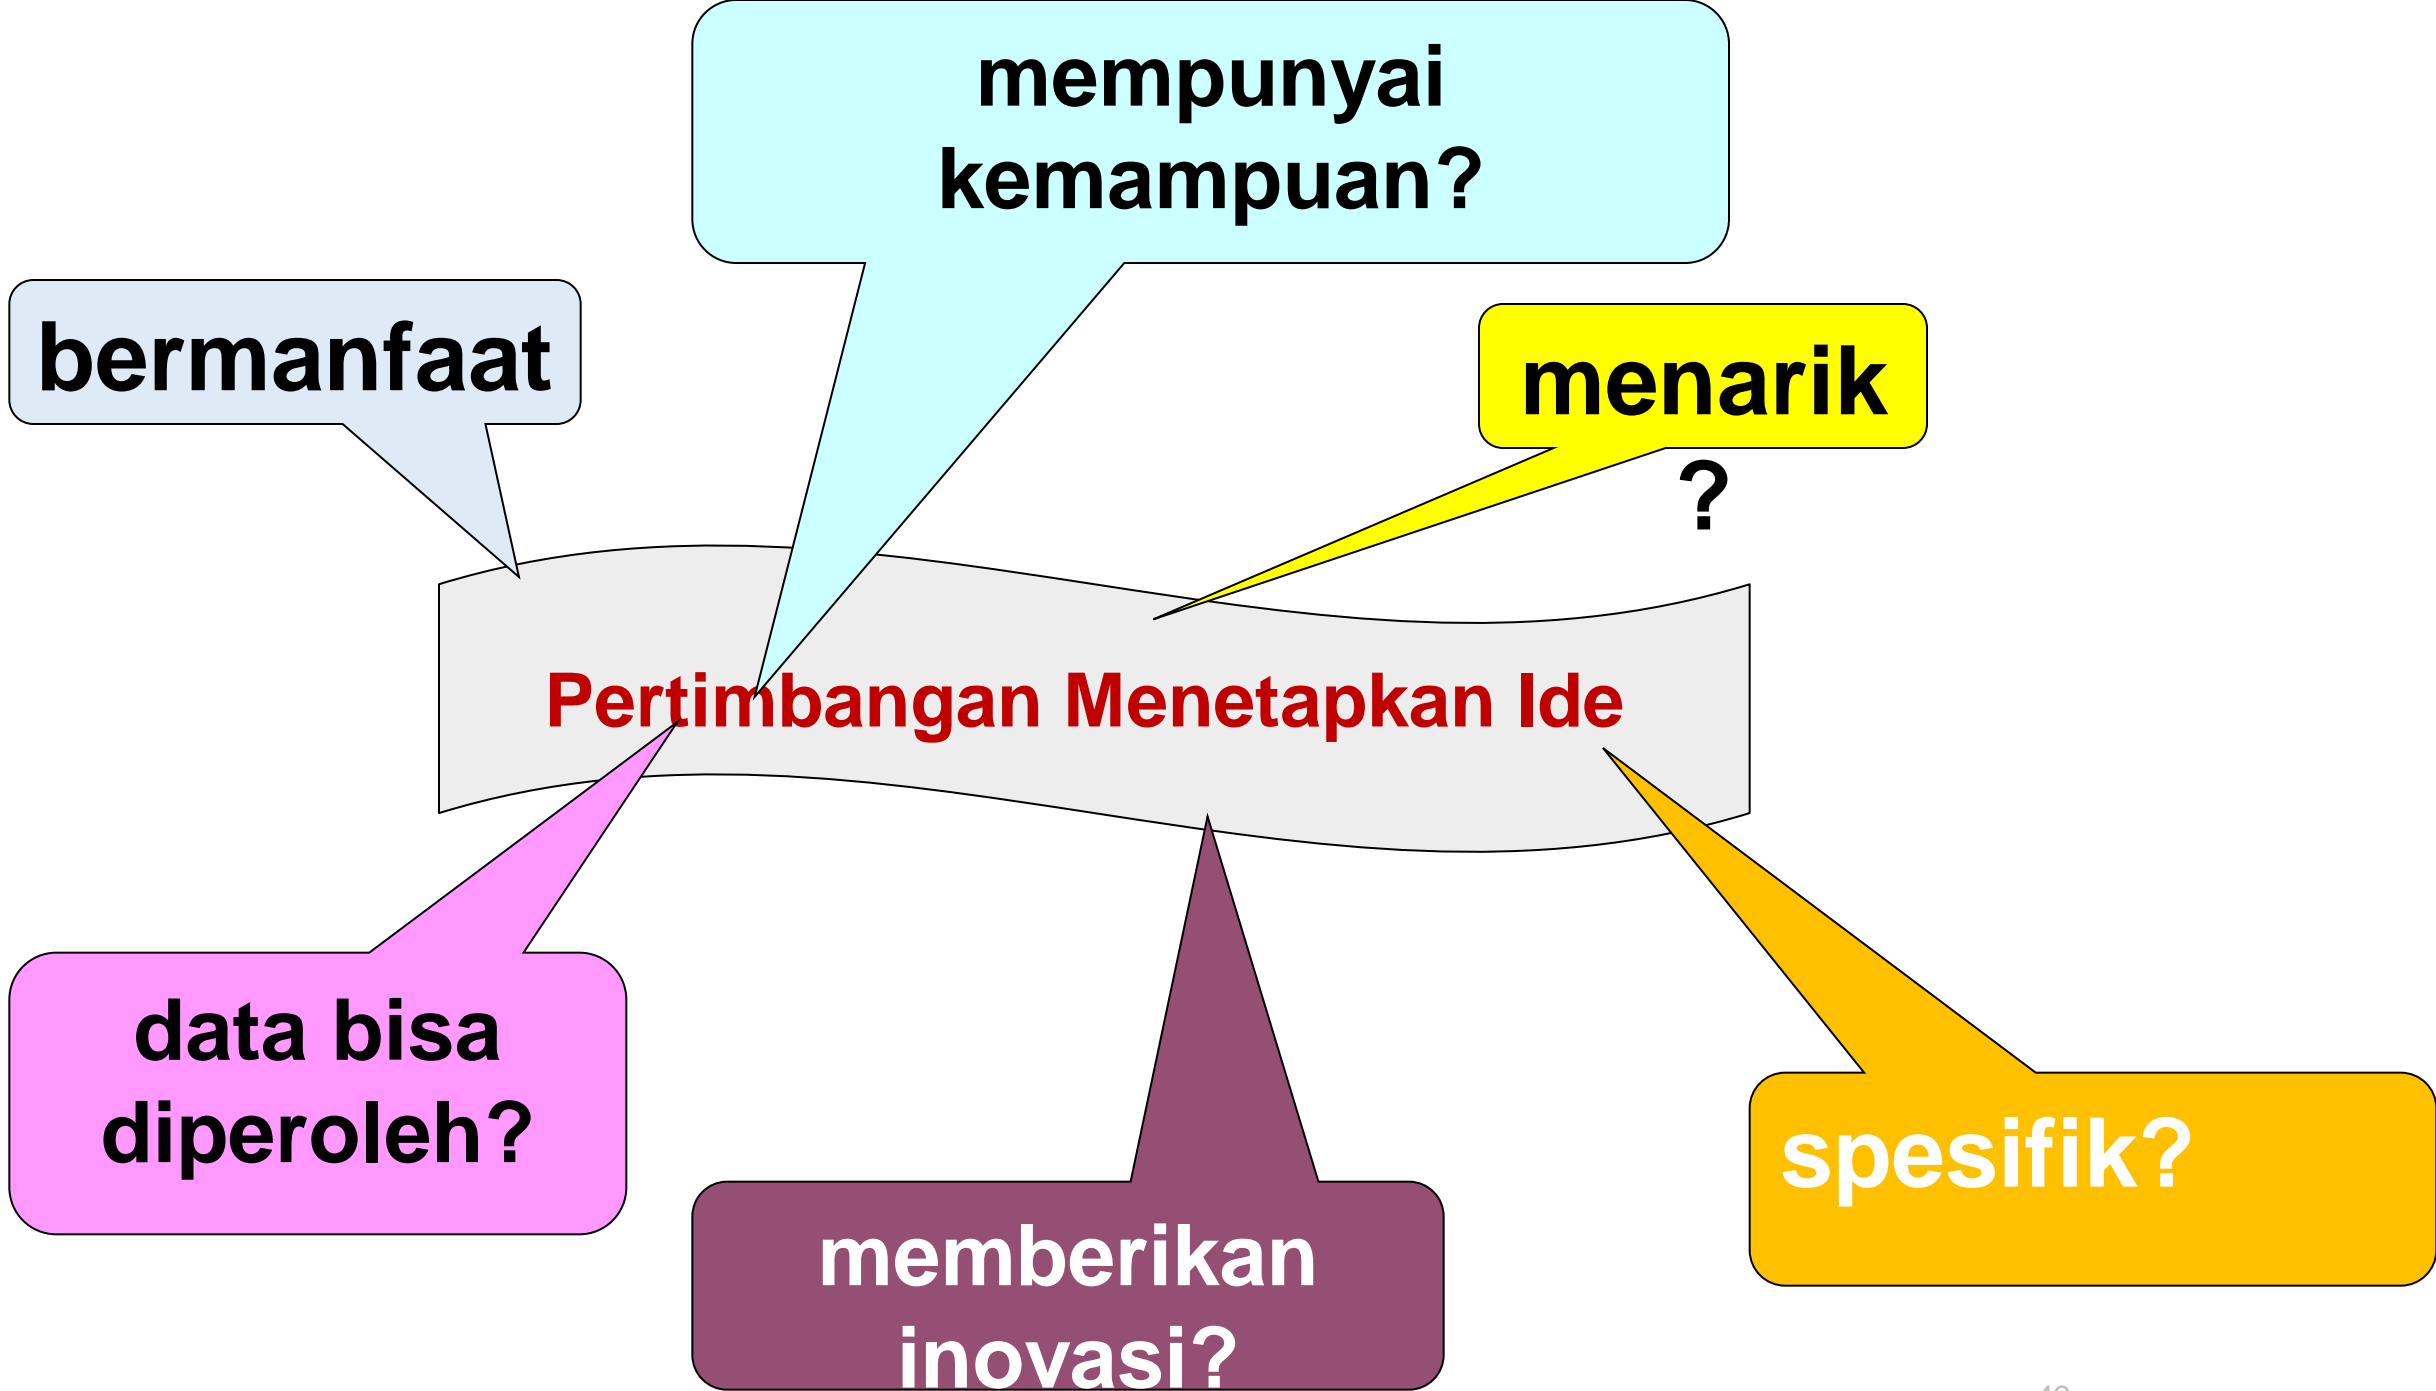 mempunyai
kemampuan?
bermanfaat
menarik
?
Pertimbangan Menetapkan Ide
data bisa
diperoleh?
spesifik?
memberikan
inovasi?